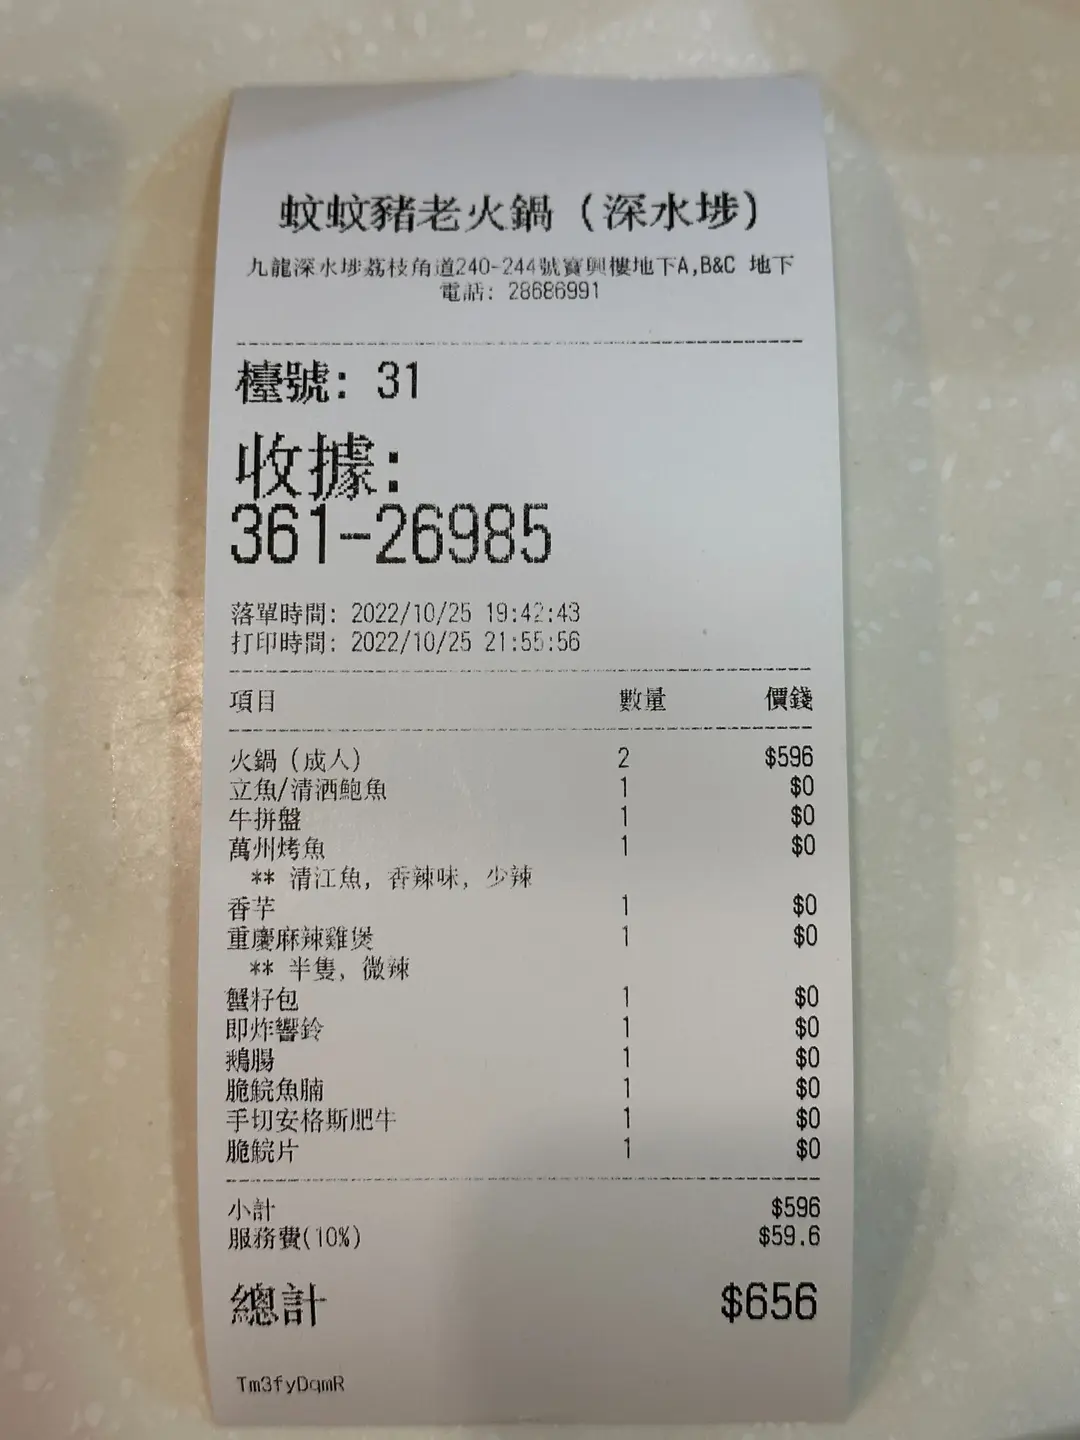 蚊蚊豬老火鍋 (深水埗)
九龍深水埗荔枝角道240-244號寶興樓地下A,B&C 地下
電話: 28686991
檯號: 31
收據:
361-26985
落單時間: 2022/10/25 19:42:43
打印時間: 2022/10/25 21:55:56
項目 數量 價錢
火鍋 (成人) 2 $596
立魚/清酒鮑魚 1 $0
牛拼盤 1 $0
萬州烤魚 1 $0
** 清江魚, 香辣味, 少辣
香芋 1 $0
重慶麻辣雞煲 1 $0
** 半隻, 微辣
蟹籽包 1 $0
即炸響鈴 1 $0
鵝腸 1 $0
脆鯇魚腩 1 $0
手切安格斯肥牛 1 $0
脆鯇片 1 $0
小計 $596
服務費(10%) $59.6
總計 $656
Tm3fyDqmR